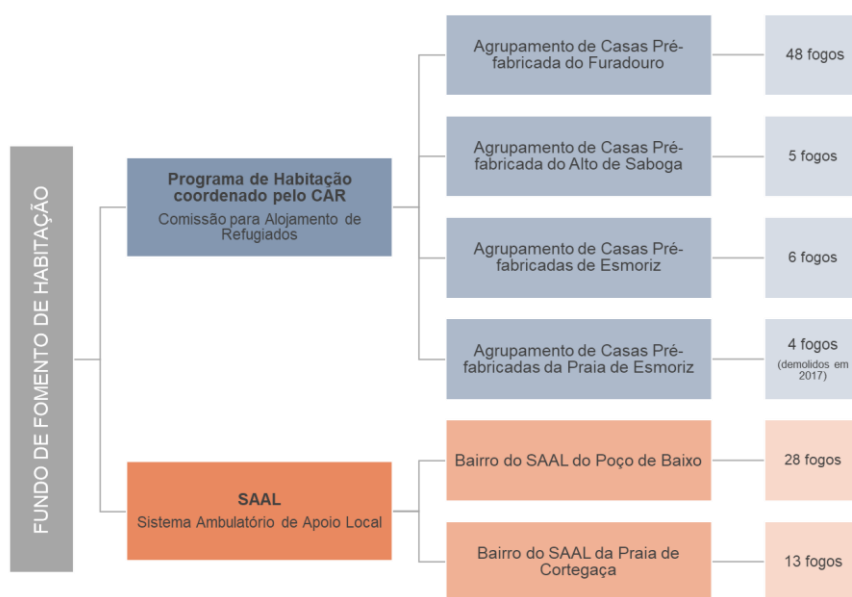 FUNDO DE FOMENTO DE HABITAÇÃO
Programa de Habitação
coordenado pelo CAR
Comissão para Alojamento de
Refugiados
Agrupamento de Casas Pré-
fabricada do Furadouro
48 fogos
Agrupamento de Casas Pré-
fabricada do Alto de Saboga
5 fogos
Agrupamento de Casas Pré-
fabricadas de Esmoriz
6 fogos
Agrupamento de Casas Pré-
fabricadas da Praia de Esmoriz
4 fogos
(demolidos em
2017)
SAAL
Sistema Ambulatório de Apoio Local
Bairro do SAAL do Poço de Baixo
28 fogos
Bairro do SAAL da Praia de
Cortegaça
13 fogos